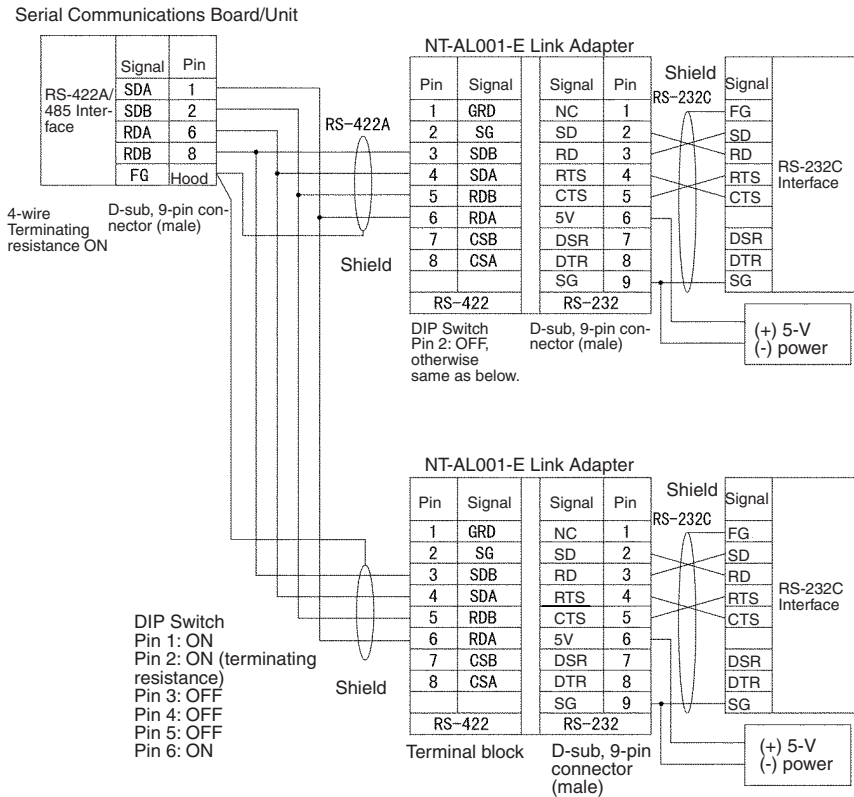 Serial Communications Board/Unit
Signal Pin
RS-422A/
485 Inter-
face
SDA 1
SDB 2
RDA 6
RDB 8
FG Hood
4-wire
Terminating
resistance ON
D-sub, 9-pin con-
nector (male)
RS-422A
Shield
NT-AL001-E Link Adapter
Pin Signal Signal Pin
1 GRD NC 1
2 SG SD 2
3 SDB RD 3
4 SDA RTS 4
5 RDB CTS 5
6 RDA 5V 6
7 CSB DSR 7
8 CSA DTR 8
SG 9
RS-422 RS-232
DIP Switch
Pin 2: OFF,
otherwise
same as below.
D-sub, 9-pin con-
nector (male)
Shield
RS-232C
Signal
FG
SD
RD
RTS
CTS
DSR
DTR
SG
RS-232C
Interface
(+) 5-V
(-) power
NT-AL001-E Link Adapter
Pin Signal Signal Pin
1 GRD NC 1
2 SG SD 2
3 SDB RD 3
4 SDA RTS 4
5 RDB CTS 5
6 RDA 5V 6
7 CSB DSR 7
8 CSA DTR 8
SG 9
RS-422 RS-232
Terminal block
D-sub, 9-pin
connector
(male)
Shield
RS-232C
Signal
FG
SD
RD
RTS
CTS
DSR
DTR
SG
RS-232C
Interface
(+) 5-V
(-) power
DIP Switch
Pin 1: ON
Pin 2: ON (terminating
resistance)
Pin 3: OFF
Pin 4: OFF
Pin 5: OFF
Pin 6: ON
Shield